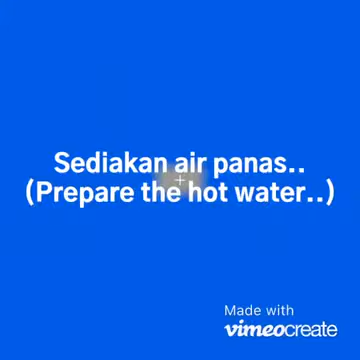 Sediakan air panas..
(Prepare the hot water..)
Made with
vimeocreate